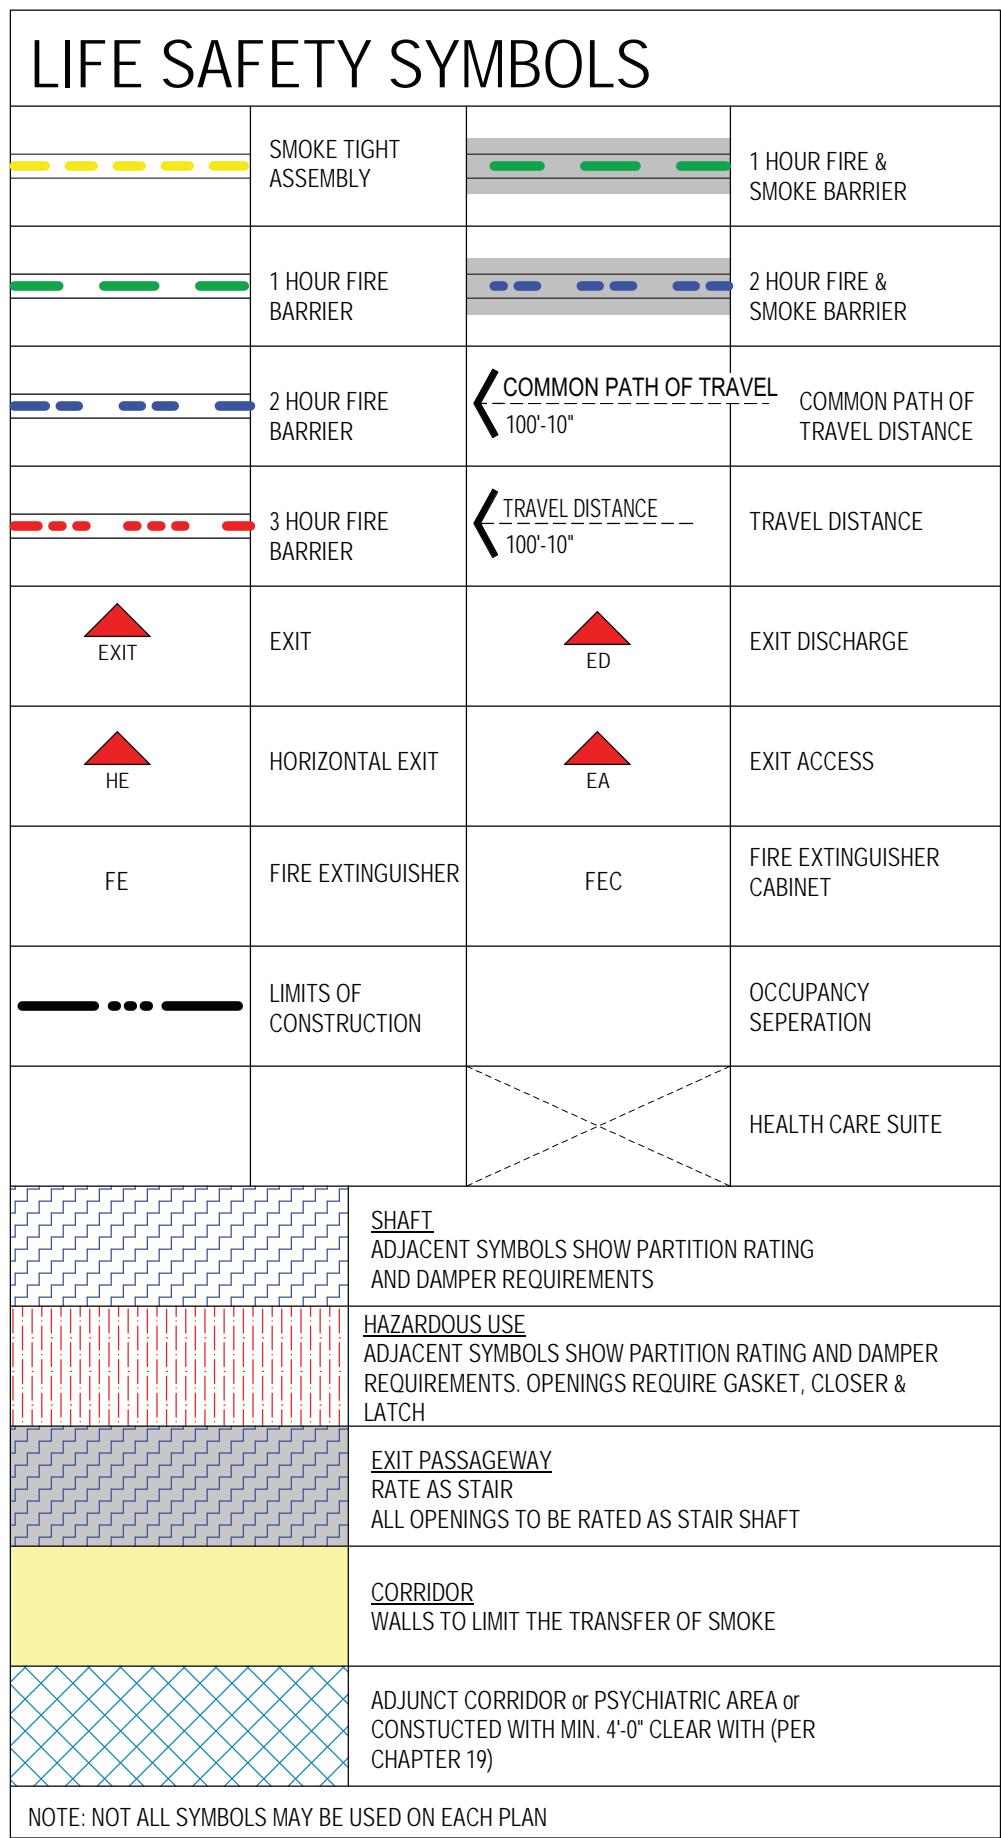 LIFE SAFETY SYMBOLS
SMOKE TIGHT
ASSEMBLY
1 HOUR FIRE &
SMOKE BARRIER
1 HOUR FIRE
BARRIER
2 HOUR FIRE &
SMOKE BARRIER
2 HOUR FIRE
BARRIER
COMMON PATH OF TRAVEL
100'-10"
COMMON PATH OF
TRAVEL DISTANCE
3 HOUR FIRE
BARRIER
TRAVEL DISTANCE
100'-10"
TRAVEL DISTANCE
EXIT
EXIT
ED
EXIT DISCHARGE
HE
HORIZONTAL EXIT
EA
EXIT ACCESS
FE
FIRE EXTINGUISHER
FEC
FIRE EXTINGUISHER
CABINET
LIMITS OF
CONSTRUCTION
OCCUPANCY
SEPERATION
HEALTH CARE SUITE
SHAFT
ADJACENT SYMBOLS SHOW PARTITION RATING
AND DAMPER REQUIREMENTS
HAZARDOUS USE
ADJACENT SYMBOLS SHOW PARTITION RATING AND DAMPER
REQUIREMENTS. OPENINGS REQUIRE GASKET, CLOSER &
LATCH
EXIT PASSAGEWAY
RATE AS STAIR
ALL OPENINGS TO BE RATED AS STAIR SHAFT
CORRIDOR
WALLS TO LIMIT THE TRANSFER OF SMOKE
ADJUNCT CORRIDOR or PSYCHIATRIC AREA or
CONSTUCTED WITH MIN. 4'-0" CLEAR WITH (PER
CHAPTER 19)
NOTE: NOT ALL SYMBOLS MAY BE USED ON EACH PLAN